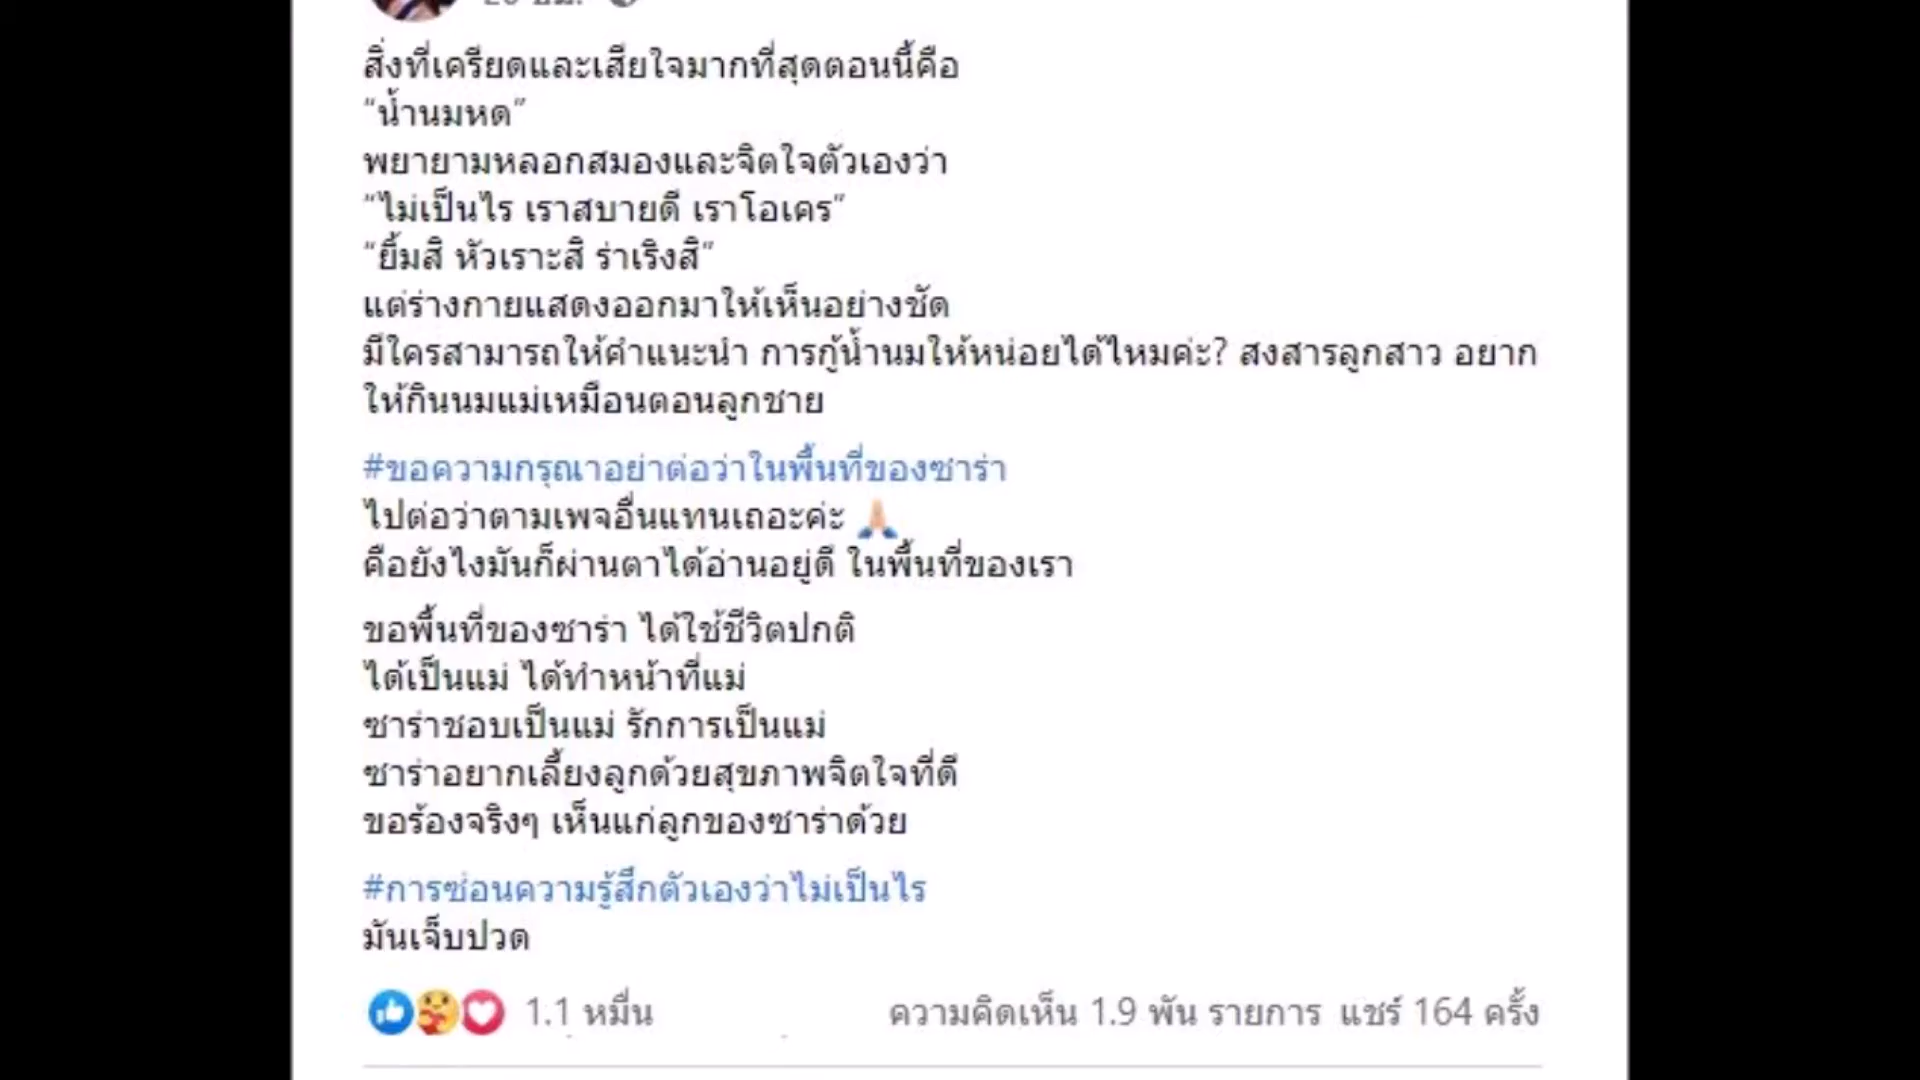 สิ่งที่เครียดและเสียใจมากที่สุดตอนนี้คือ
“น้ำนมหด”
พยายามหลอกสมองและจิตใจตัวเองว่า
“ไม่เป็นไร เราสบายดี เราโอเคร”
“ยิ้มสิ หัวเราะสิ ร่าเริงสิ”
แต่ร่างกายแสดงออกมาให้เห็นอย่างชัด
มีใครสามารถให้คำแนะนำ การกู้น้ำนมให้หน่อยได้ไหมค่ะ? สงสารลูกสาว อยาก
ให้กินนมแม่เหมือนตอนลูกชาย
#ขอความกรุณาอย่าต่อว่าในพื้นที่ของซาร่า
ไปต่อว่าตามเพจอื่นแทนเถอะค่ะ 🙏🏻
คือยังไงมันก็ผ่านตาได้อ่านอยู่ดี ในพื้นที่ของเรา
ขอพื้นที่ของซาร่า ได้ใช้ชีวิตปกติ
ได้เป็นแม่ ได้ทำหน้าที่แม่
ซาร่าชอบเป็นแม่ รักการเป็นแม่
ซาร่าอยากเลี้ยงลูกด้วยสุขภาพจิตใจที่ดี
ขอร้องจริงๆ เห็นแก่ลูกของซาร่าด้วย
#การซ่อนความรู้สึกตัวเองว่าไม่เป็นไร
มันเจ็บปวด
1.1 หมื่น ความคิดเห็น 1.9 พัน รายการ แชร์ 164 ครั้ง